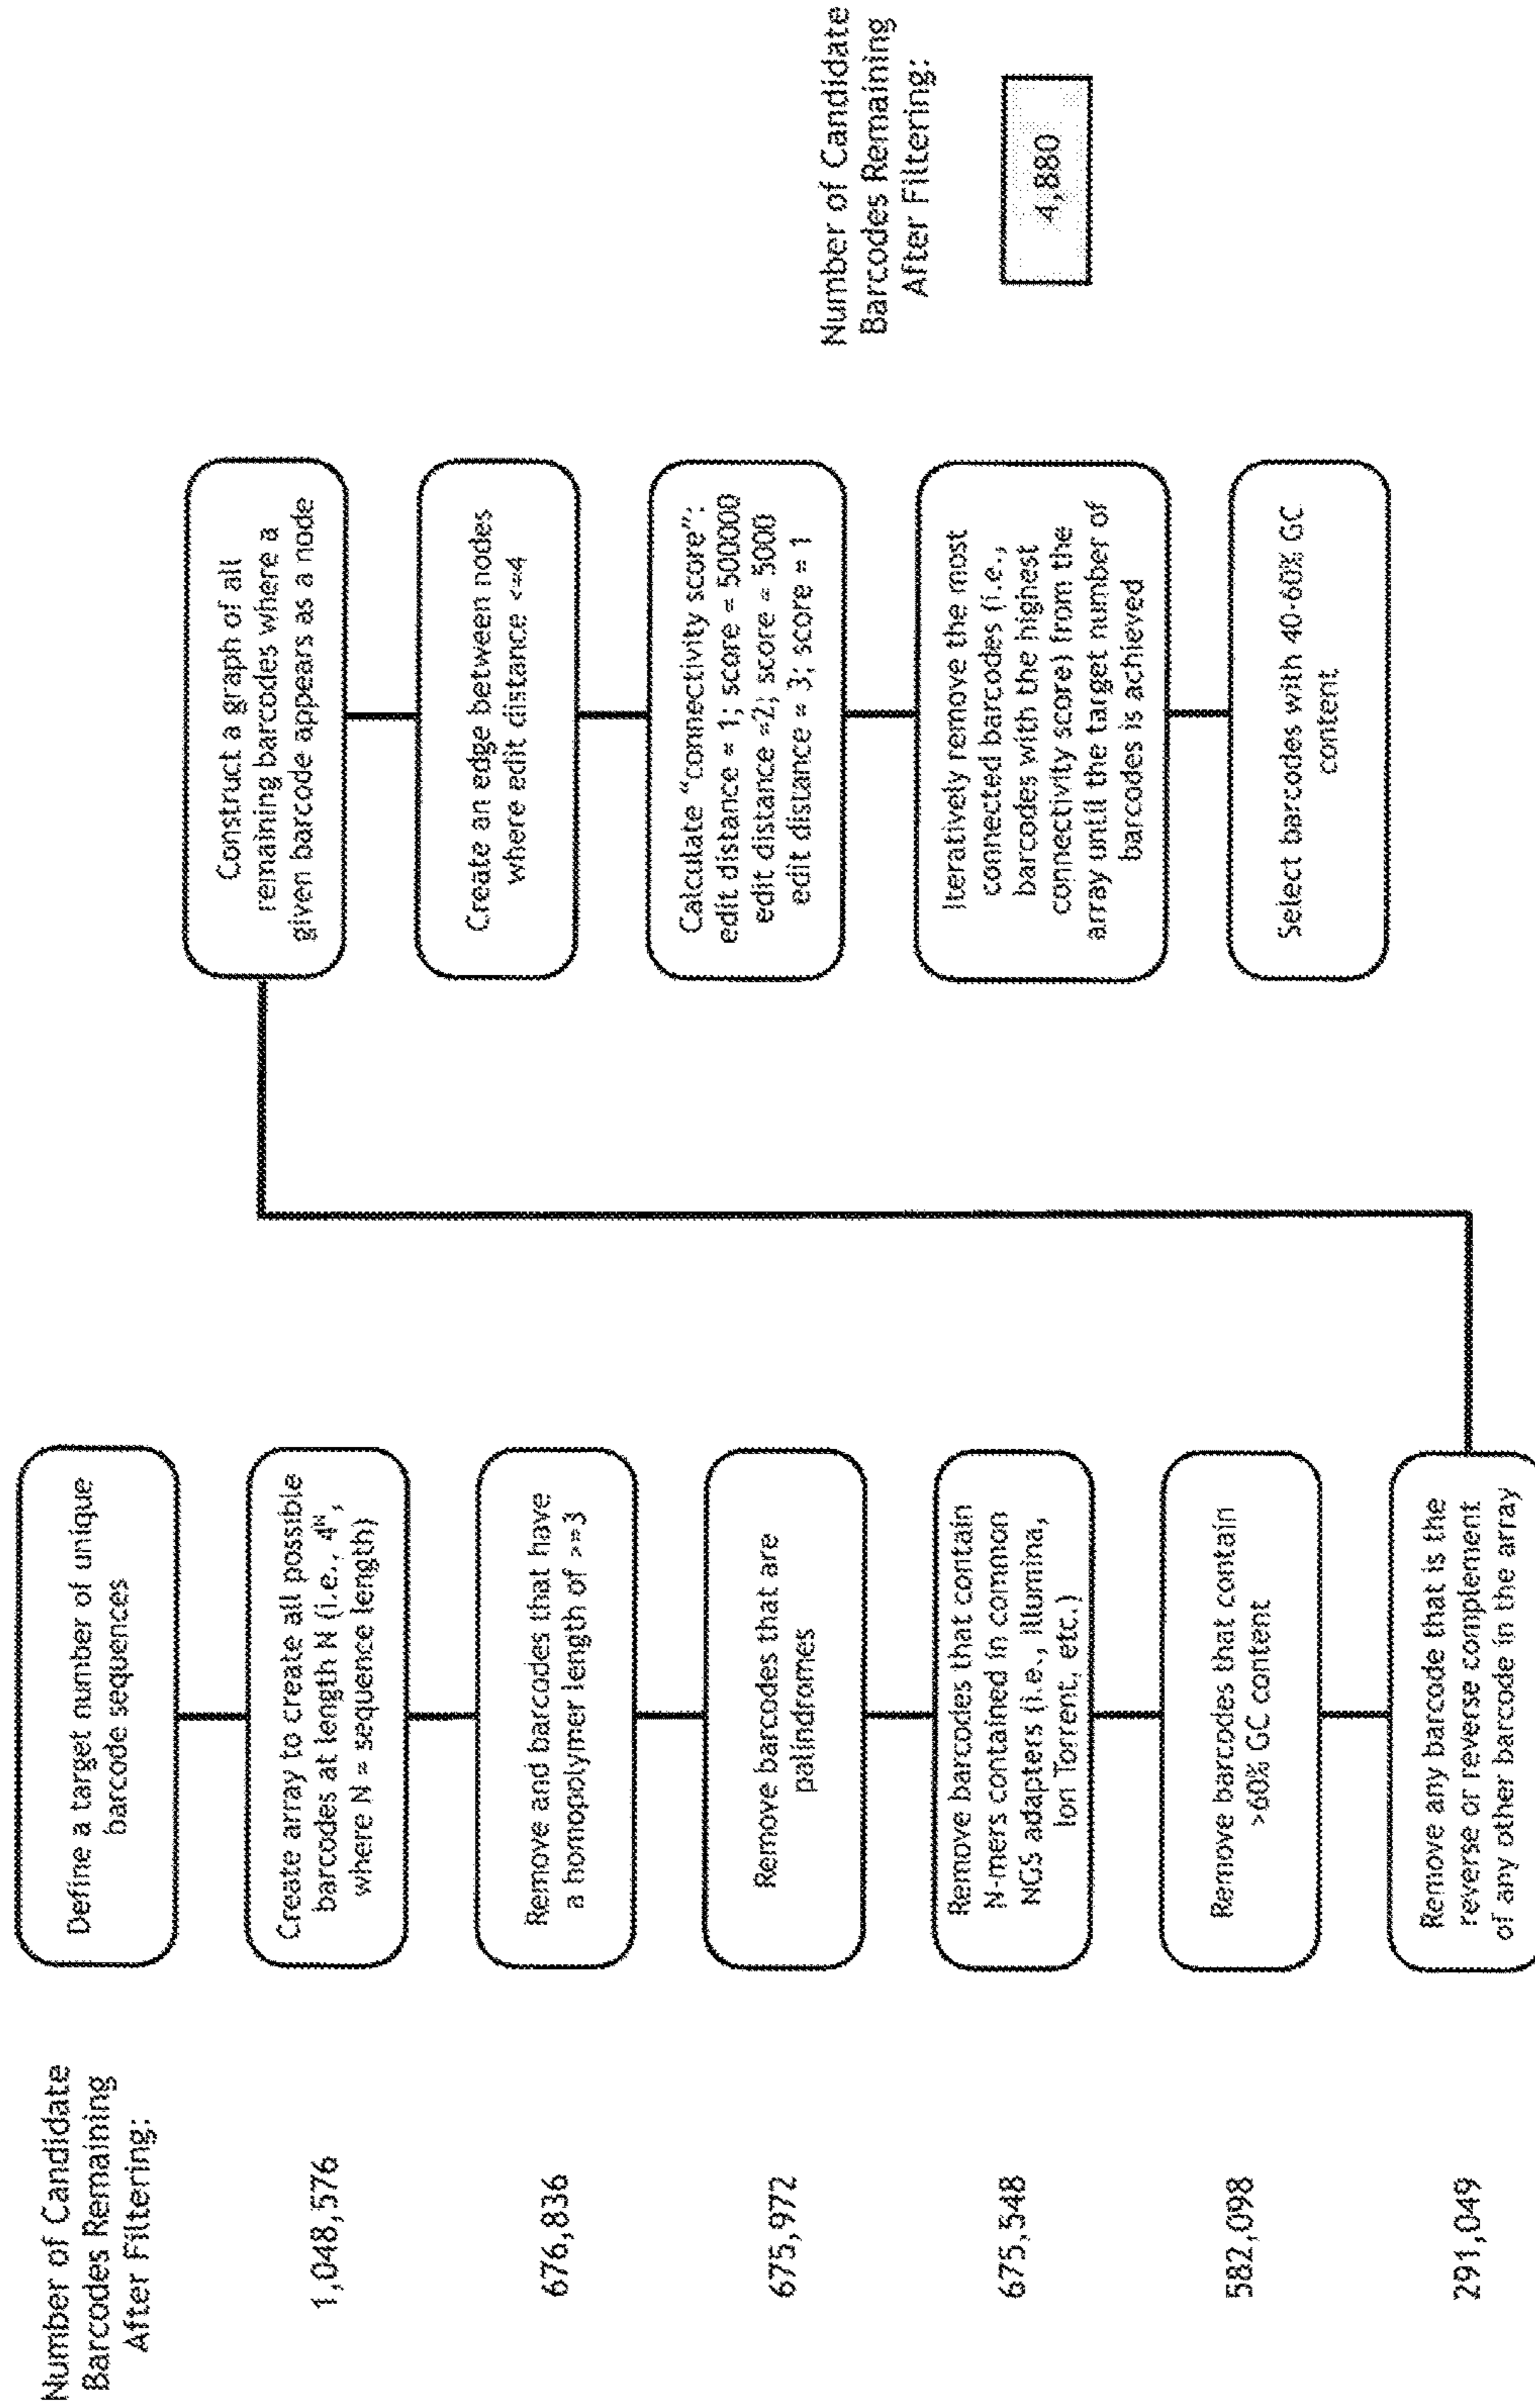 Number of Candidate
Barcodes Remaining
After Filtering:
Define a target number of unique
barcode sequences
1,048,576
Create array to create all possible
barcodes at length N (i.e., 4ᴺ,
where N = sequence length)
676,836
Remove and barcodes that have
a homopolymer length of >=3
675,972
Remove barcodes that are
palindromes
675,548
Remove barcodes that contain
N-mers contained in common
NGS adapters (i.e., Illumina,
Ion Torrent, etc.)
582,098
Remove barcodes that contain
>60% GC content
291,049
Remove any barcode that is the
reverse or reverse complement
of any other barcode in the array
Construct a graph of all
remaining barcodes where a
given barcode appears as a node
Create an edge between nodes
where edit distance <=4
Calculate "connectivity score":
edit distance = 1; score = 500000
edit distance =2; score = 5000
edit distance = 3; score = 1
Iteratively remove the most
connected barcodes (i.e.,
barcodes with the highest
connectivity score) from the
array until the target number of
barcodes is achieved
Select barcodes with 40-60% GC
content
Number of Candidate
Barcodes Remaining
After Filtering:
4,880